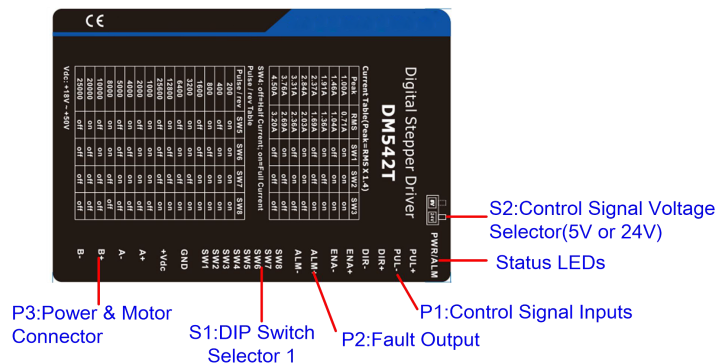 CE
Digital Stepper Driver
DM542T
Current Table(Peak=RMS X 1.4)
Peak RMS SW1 SW2 SW3
1.00A 0.71A on on on
1.46A 1.04A off on on
1.91A 1.36A on off on
2.37A 1.69A off off on
2.84A 2.03A on on off
3.31A 2.36A off on off
3.76A 2.69A on off off
4.50A 3.20A off off off
SW4: off=Half Current; on=Full Current
Pulse / rev Table
Pulse / rev SW5 SW6 SW7 SW8
200 on on on on
400 off on on on
800 on off on on
1600 off off on on
3200 on on off on
6400 off on off on
12800 on off off on
25600 off off off on
1000 on on on off
2000 off on on off
4000 on off on off
5000 off off on off
8000 on on off off
10000 off on off off
20000 on off off off
25000 off off off off
Vdc: +18V ~ +50V
5V 24V
PWR/ALM
PUL+
PUL-
DIR+
DIR-
ENA+
ENA-
ALM+
ALM-
SW8
SW7
SW6
SW5
SW4
SW3
SW2
SW1
GND
+Vdc
A+
A-
B+
B-
S2:Control Signal Voltage
Selector(5V or 24V)
Status LEDs
P1:Control Signal Inputs
P2:Fault Output
S1:DIP Switch
Selector 1
P3:Power & Motor
Connector